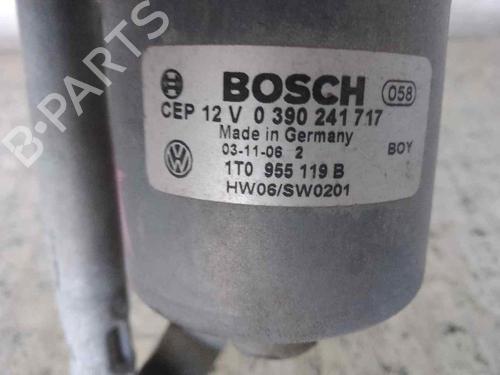 BOSCH 058
CEP 12 V 0 390 241 717
Made in Germany
03-11-06 2 BOY
1T0 955 119 B
HW06/SW0201
B-PARTS